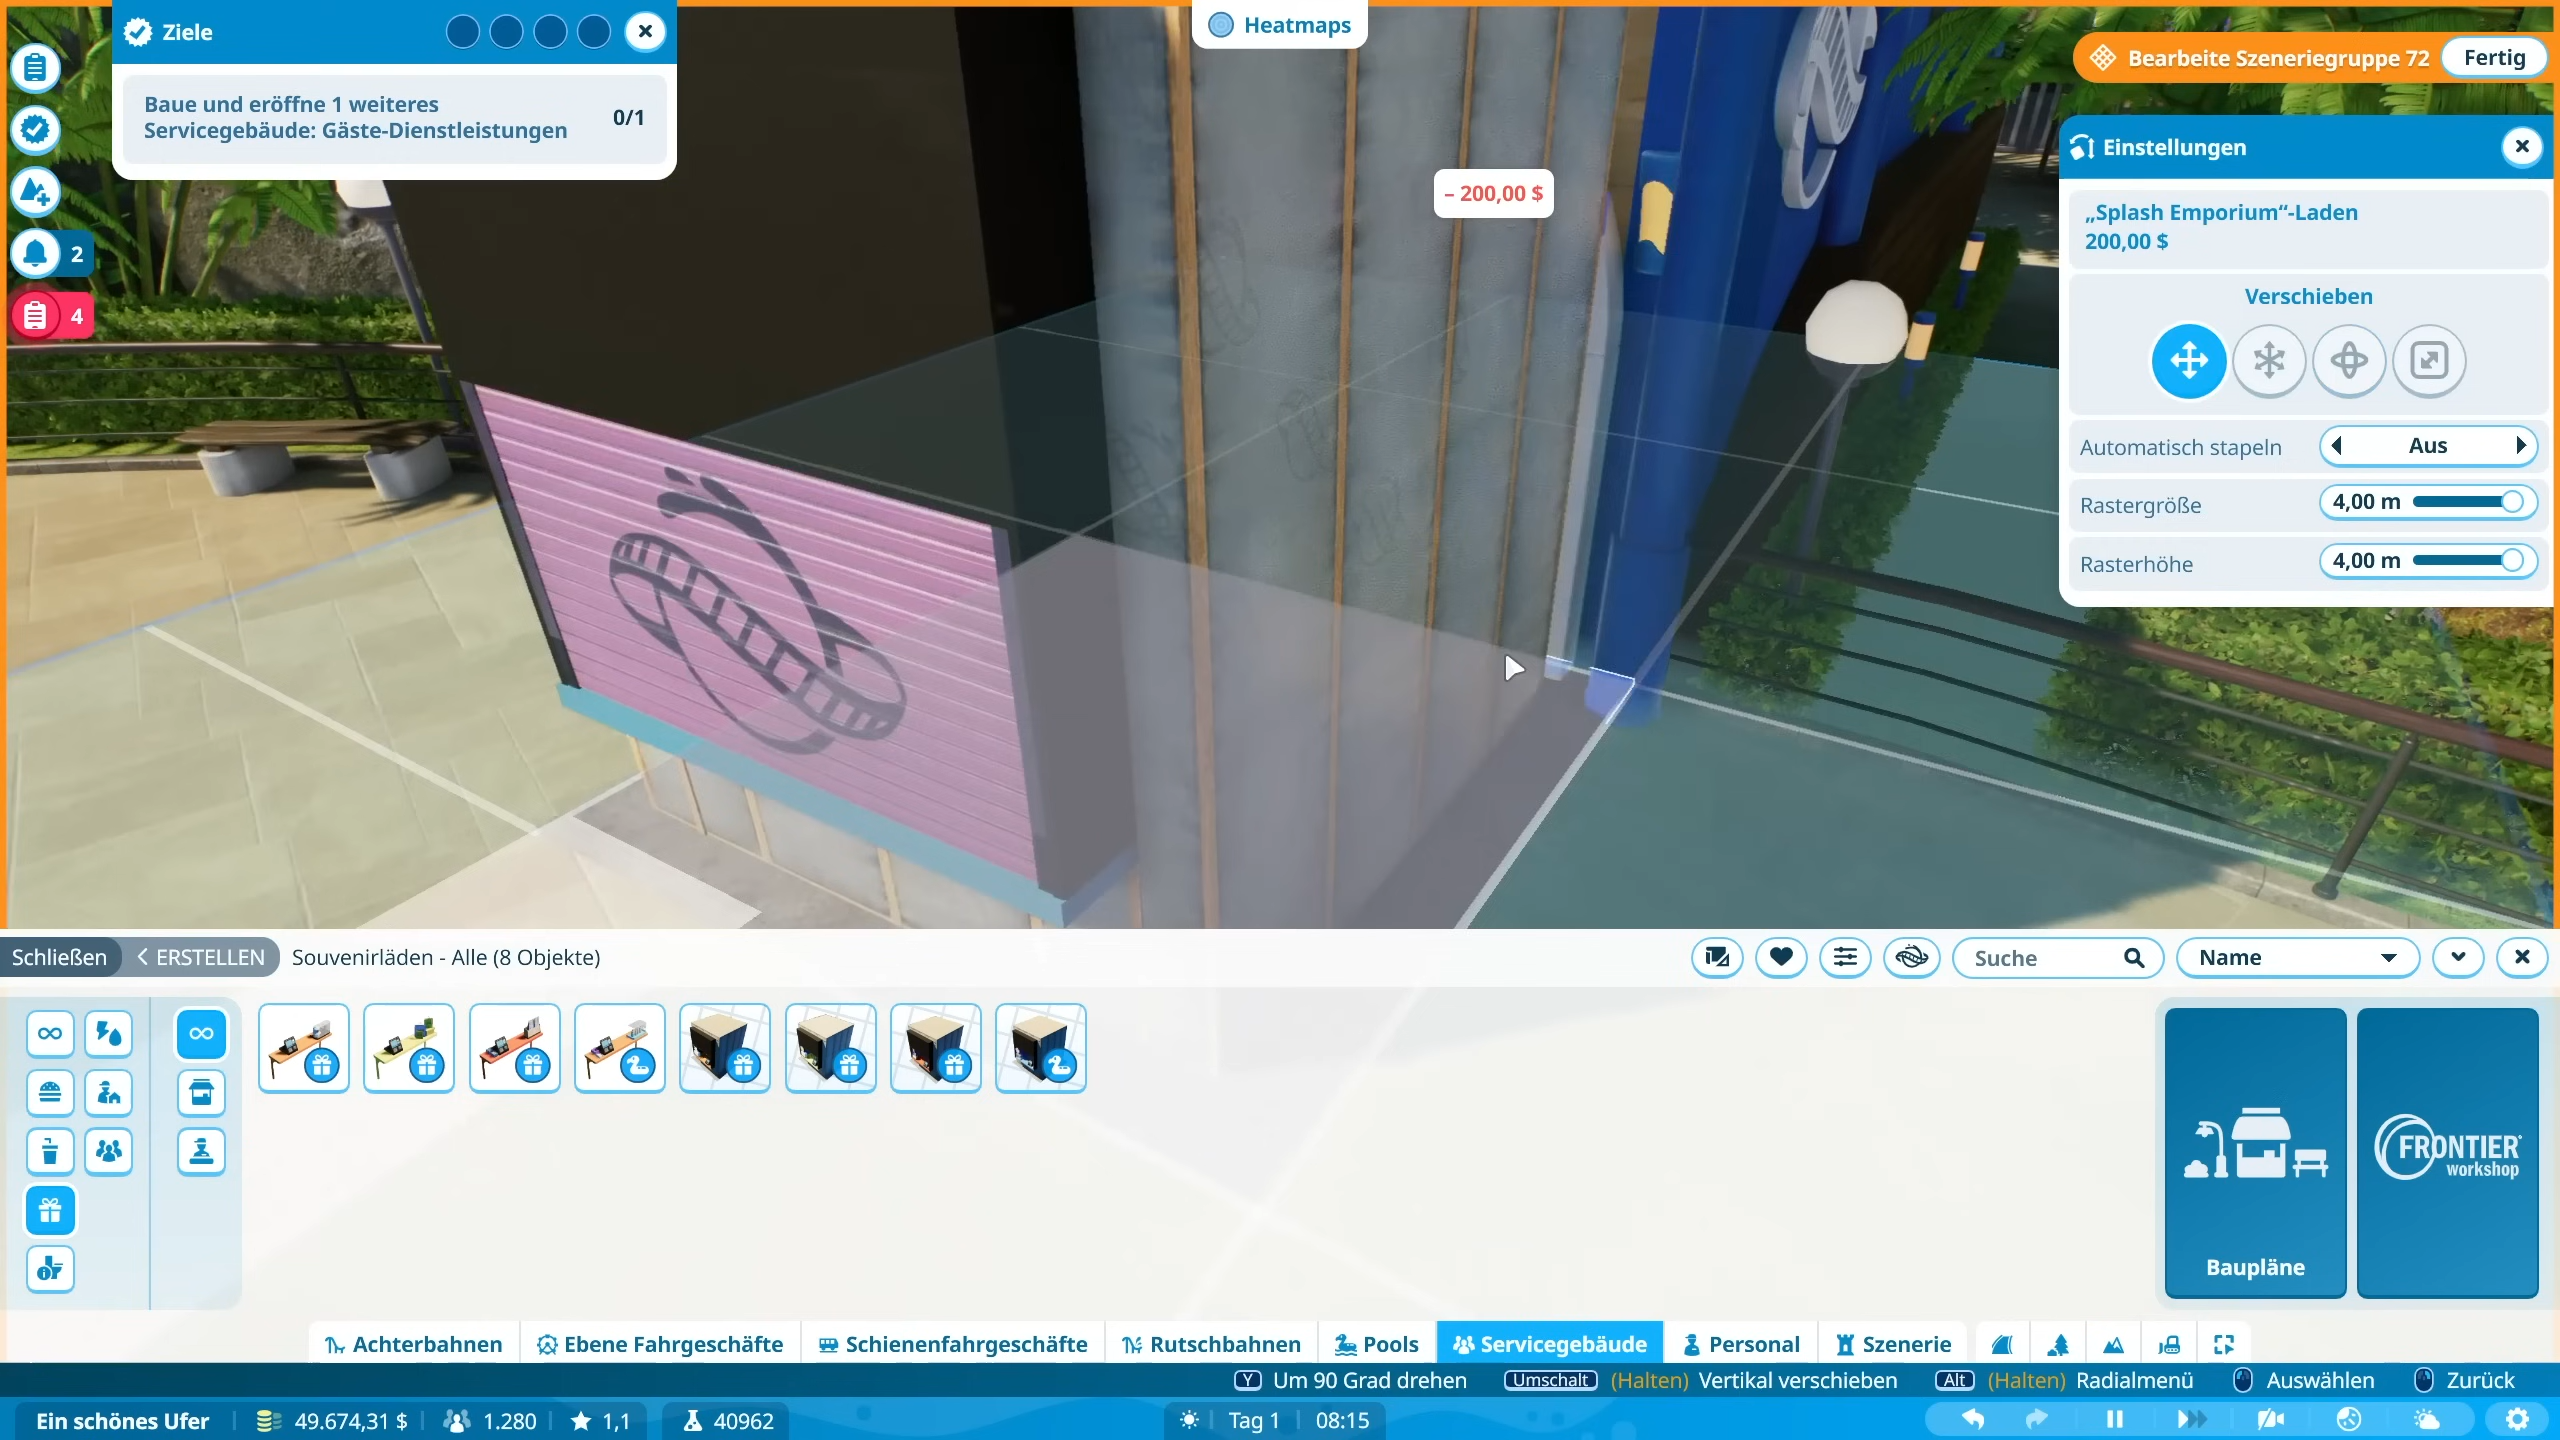 Ziele
Baue und eröffne 1 weiteres
Servicegebäude: Gäste-Dienstleistungen
0/1
2
4
Heatmaps
– 200,00 $
Bearbeite Szeneriegruppe 72
Fertig
Einstellungen
„Splash Emporium“-Laden
200,00 $
Verschieben
Automatisch stapeln
Aus
Rastergröße
4,00 m
Rasterhöhe
4,00 m
Schließen
ERSTELLEN
Souvenirläden - Alle (8 Objekte)
Suche
Name
Baupläne
FRONTIER
workshop
Achterbahnen
Ebene Fahrgeschäfte
Schienenfahrgeschäfte
Rutschbahnen
Pools
Servicegebäude
Personal
Szenerie
Y Um 90 Grad drehen
Umschalt (Halten) Vertikal verschieben
Alt (Halten) Radialmenü
Auswählen
Zurück
Ein schönes Ufer
49.674,31 $
1.280
1,1
40962
Tag 1
08:15